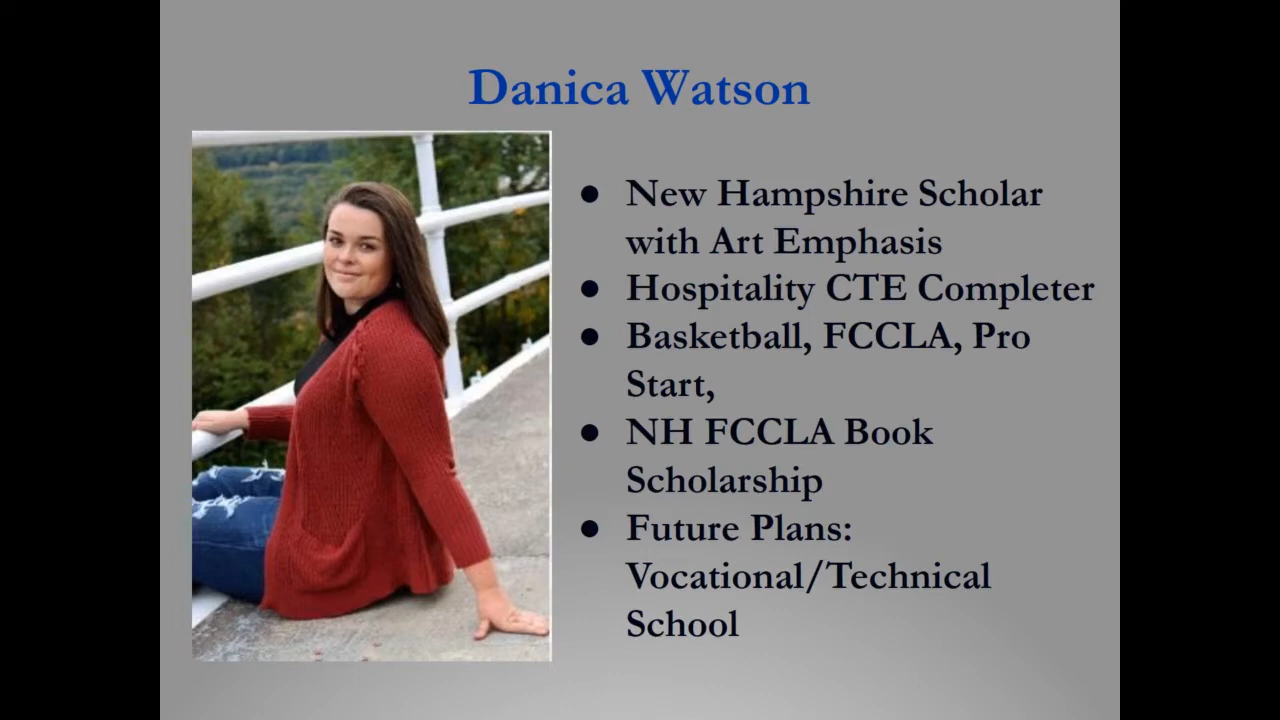 Danica Watson
● New Hampshire Scholar
with Art Emphasis
● Hospitality CTE Completer
● Basketball, FCCLA, Pro
Start,
● NH FCCLA Book
Scholarship
● Future Plans:
Vocational/Technical
School